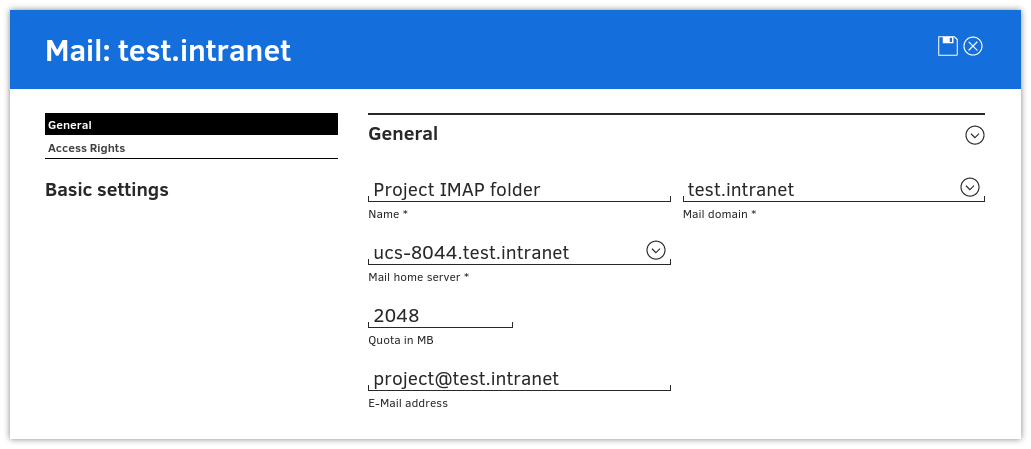 Mail: test.intranet
General
Access Rights
Basic settings
General
Project IMAP folder
Name *
test.intranet
Mail domain *
ucs-8044.test.intranet
Mail home server *
2048
Quota in MB
project@test.intranet
E-Mail address